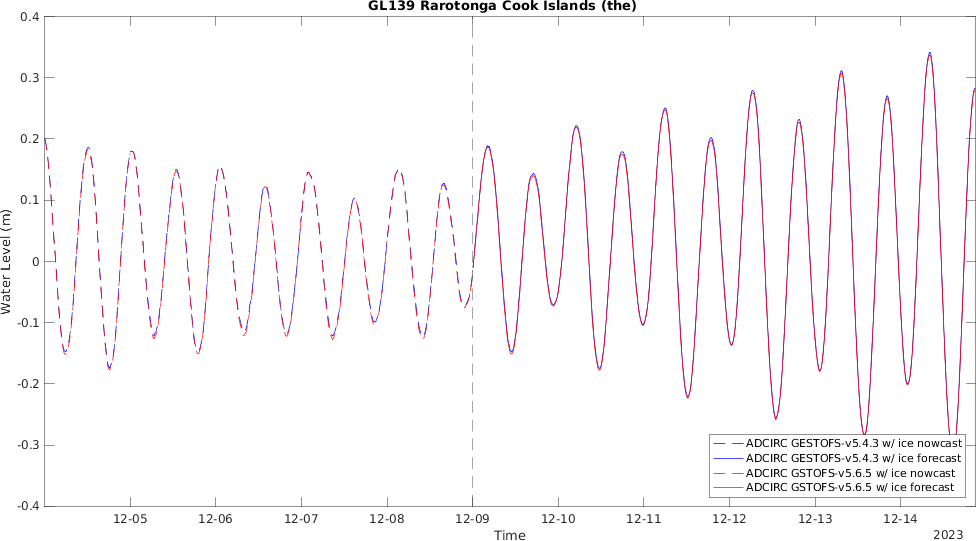 GL139 Rarotonga Cook Islands (the)
0.4
0.3
0.2
0.1
0
-0.1
-0.2
-0.3
-0.4
Water Level (m)
ADCIRC GESTOFS-v5.4.3 w/ ice nowcast
ADCIRC GESTOFS-v5.4.3 w/ ice forecast
ADCIRC GSTOFS-v5.6.5 w/ ice nowcast
ADCIRC GSTOFS-v5.6.5 w/ ice forecast
12-05 12-06 12-07 12-08 12-09 12-10 12-11 12-12 12-13 12-14
Time
2023